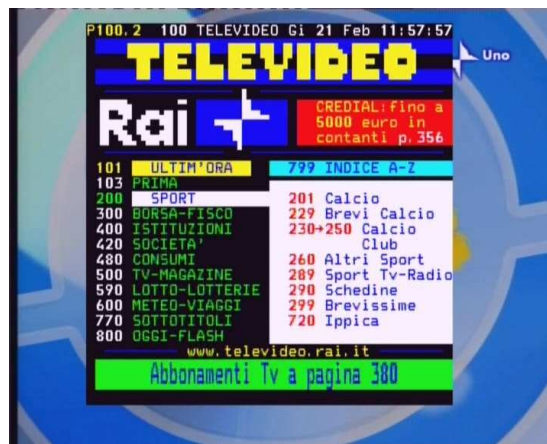 P100.2 100 TELEVIDEO Gi 21 Feb 11:57:57
TELEVIDEO
Uno
Rai
CREDIAL: fino a
5000 euro in
contanti p.356
101 ULTIM'ORA
103 PRIMA
200 SPORT
300 BORSA-FISCO
400 ISTITUZIONI
420 SOCIETA'
480 CONSUMI
500 TV-MAGAZINE
590 LOTTO-LOTTERIE
600 METEO-VIAGGI
770 SOTTOTITOLI
800 OGGI-FLASH
799 INDICE A-Z
201 Calcio
229 Brevi Calcio
230→250 Calcio
Club
260 Altri Sport
289 Sport Tv-Radio
290 Schedine
299 Brevissime
720 Ippica
www.televideo.rai.it
Abbonamenti Tv a pagina 380